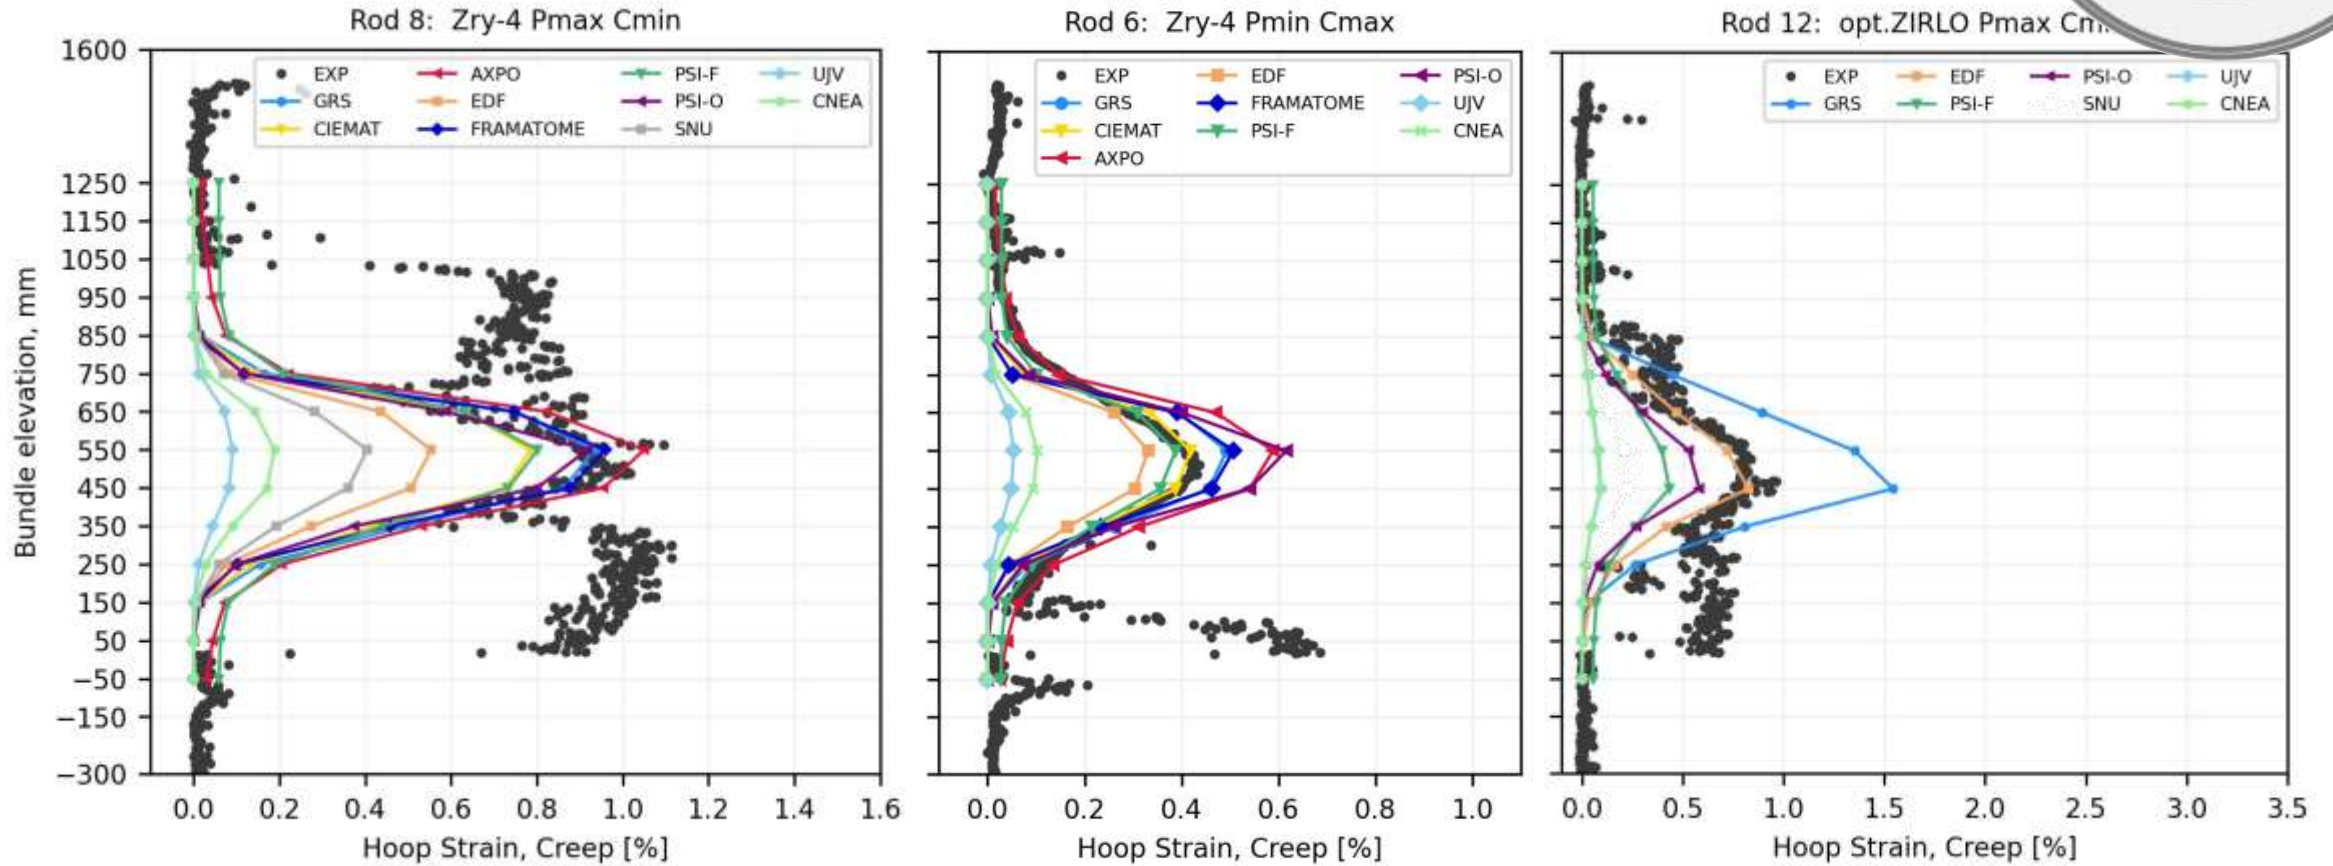 Rod 8: Zry-4 Pmax Cmin
Rod 6: Zry-4 Pmin Cmax
Rod 12: opt.ZIRLO Pmax
EXP AXPO PSI-F UJV
GRS EDF PSI-O CNEA
CIEMAT FRAMATOME SNU
EXP EDF PSI-O
GRS FRAMATOME UJV
CIEMAT PSI-F CNEA
AXPO
EXP EDF PSI-O UJV
GRS PSI-F SNU CNEA
Bundle elevation, mm
1600
1250
1150
1050
950
850
750
650
550
450
350
250
150
50
−50
−150
−300
0.0 0.2 0.4 0.6 0.8 1.0 1.2 1.4 1.6
Hoop Strain, Creep [%]
0.0 0.2 0.4 0.6 0.8 1.0
Hoop Strain, Creep [%]
0.0 0.5 1.0 1.5 2.0 2.5 3.0 3.5
Hoop Strain, Creep [%]